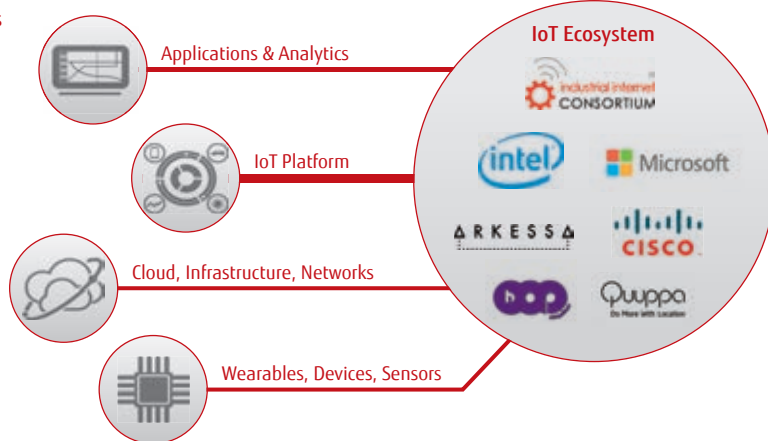 s
Applications & Analytics
IoT Platform
Cloud, Infrastructure, Networks
Wearables, Devices, Sensors
IoT Ecosystem
industrial internet
CONSORTIUM
intel
Microsoft
ARKESSA
CISCO
hop
Quuppa
Do More with Location